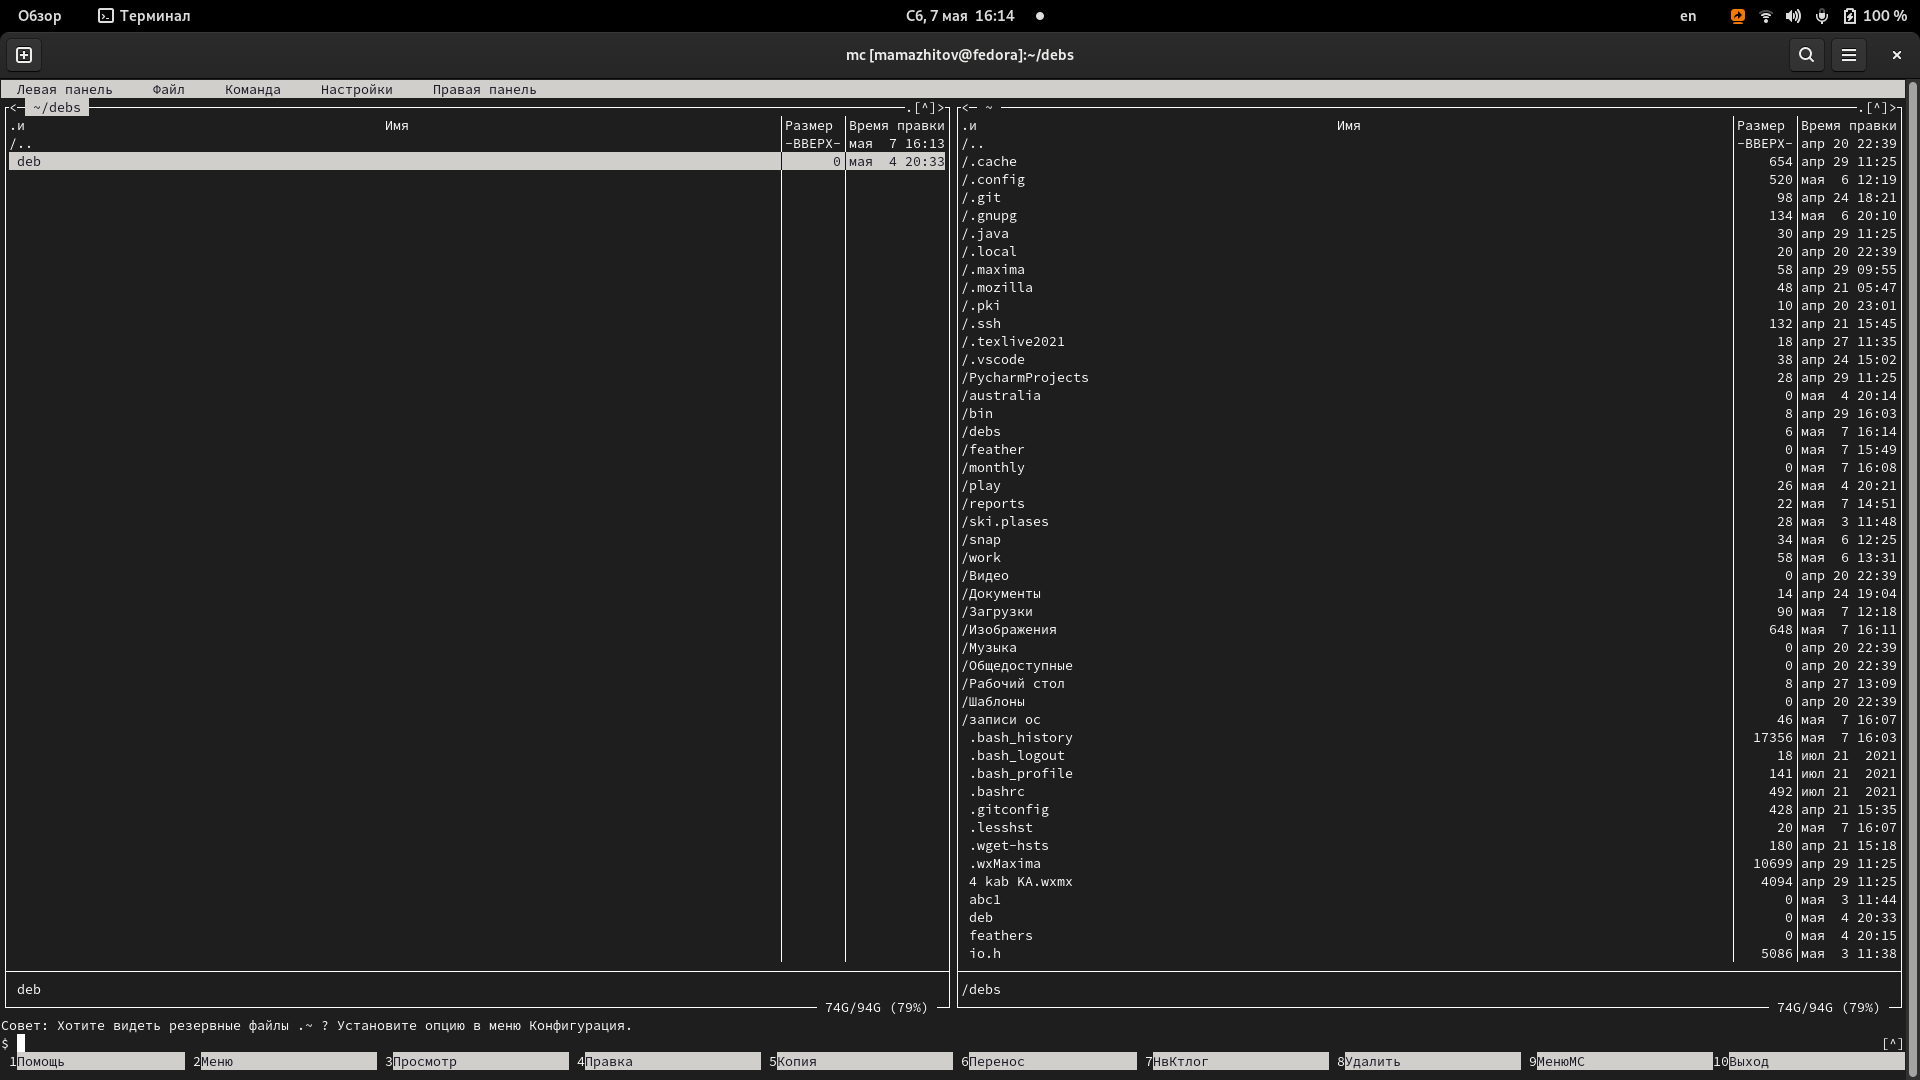 Обзор Терминал Сб, 7 мая 16:14 en 100 %
mc [mamazhitov@fedora]:~/debs
Левая панель Файл Команда Настройки Правая панель
<─ ~/debs .[^]>
.и Имя Размер Время правки
/.. -ВВЕРХ- мая 7 16:13
deb 0 мая 4 20:33
deb
74G/94G (79%)
<─ ~ .[^]>
.и Имя Размер Время правки
/.. -ВВЕРХ- апр 20 22:39
/.cache 654 апр 29 11:25
/.config 520 мая 6 12:19
/.git 98 апр 24 18:21
/.gnupg 134 мая 6 20:10
/.java 30 апр 29 11:25
/.local 20 апр 20 22:39
/.maxima 58 апр 29 09:55
/.mozilla 48 апр 21 05:47
/.pki 10 апр 20 23:01
/.ssh 132 апр 21 15:45
/.texlive2021 18 апр 27 11:35
/.vscode 38 апр 24 15:02
/PycharmProjects 28 апр 29 11:25
/australia 0 мая 4 20:14
/bin 8 апр 29 16:03
/debs 6 мая 7 16:14
/feather 0 мая 7 15:49
/monthly 0 мая 7 16:08
/play 26 мая 4 20:21
/reports 22 мая 7 14:51
/ski.plases 28 мая 3 11:48
/snap 34 мая 6 12:25
/work 58 мая 6 13:31
/Видео 0 апр 20 22:39
/Документы 14 апр 24 19:04
/Загрузки 90 мая 7 12:18
/Изображения 648 мая 7 16:11
/Музыка 0 апр 20 22:39
/Общедоступные 0 апр 20 22:39
/Рабочий стол 8 апр 27 13:09
/Шаблоны 0 апр 20 22:39
/записи ос 46 мая 7 16:07
.bash_history 17356 мая 7 16:03
.bash_logout 18 июл 21 2021
.bash_profile 141 июл 21 2021
.bashrc 492 июл 21 2021
.gitconfig 428 апр 21 15:35
.lesshst 20 мая 7 16:07
.wget-hsts 180 апр 21 15:18
.wxMaxima 10699 апр 29 11:25
4 kab KA.wxmx 4094 апр 29 11:25
abc1 0 мая 3 11:44
deb 0 мая 4 20:33
feathers 0 мая 4 20:15
io.h 5086 мая 3 11:38
/debs
74G/94G (79%)
Совет: Хотите видеть резервные файлы .~ ? Установите опцию в меню Конфигурация.
$ [^]
1Помощь 2Меню 3Просмотр 4Правка 5Копия 6Перенос 7НвКтлог 8Удалить 9МенюMC 10Выход